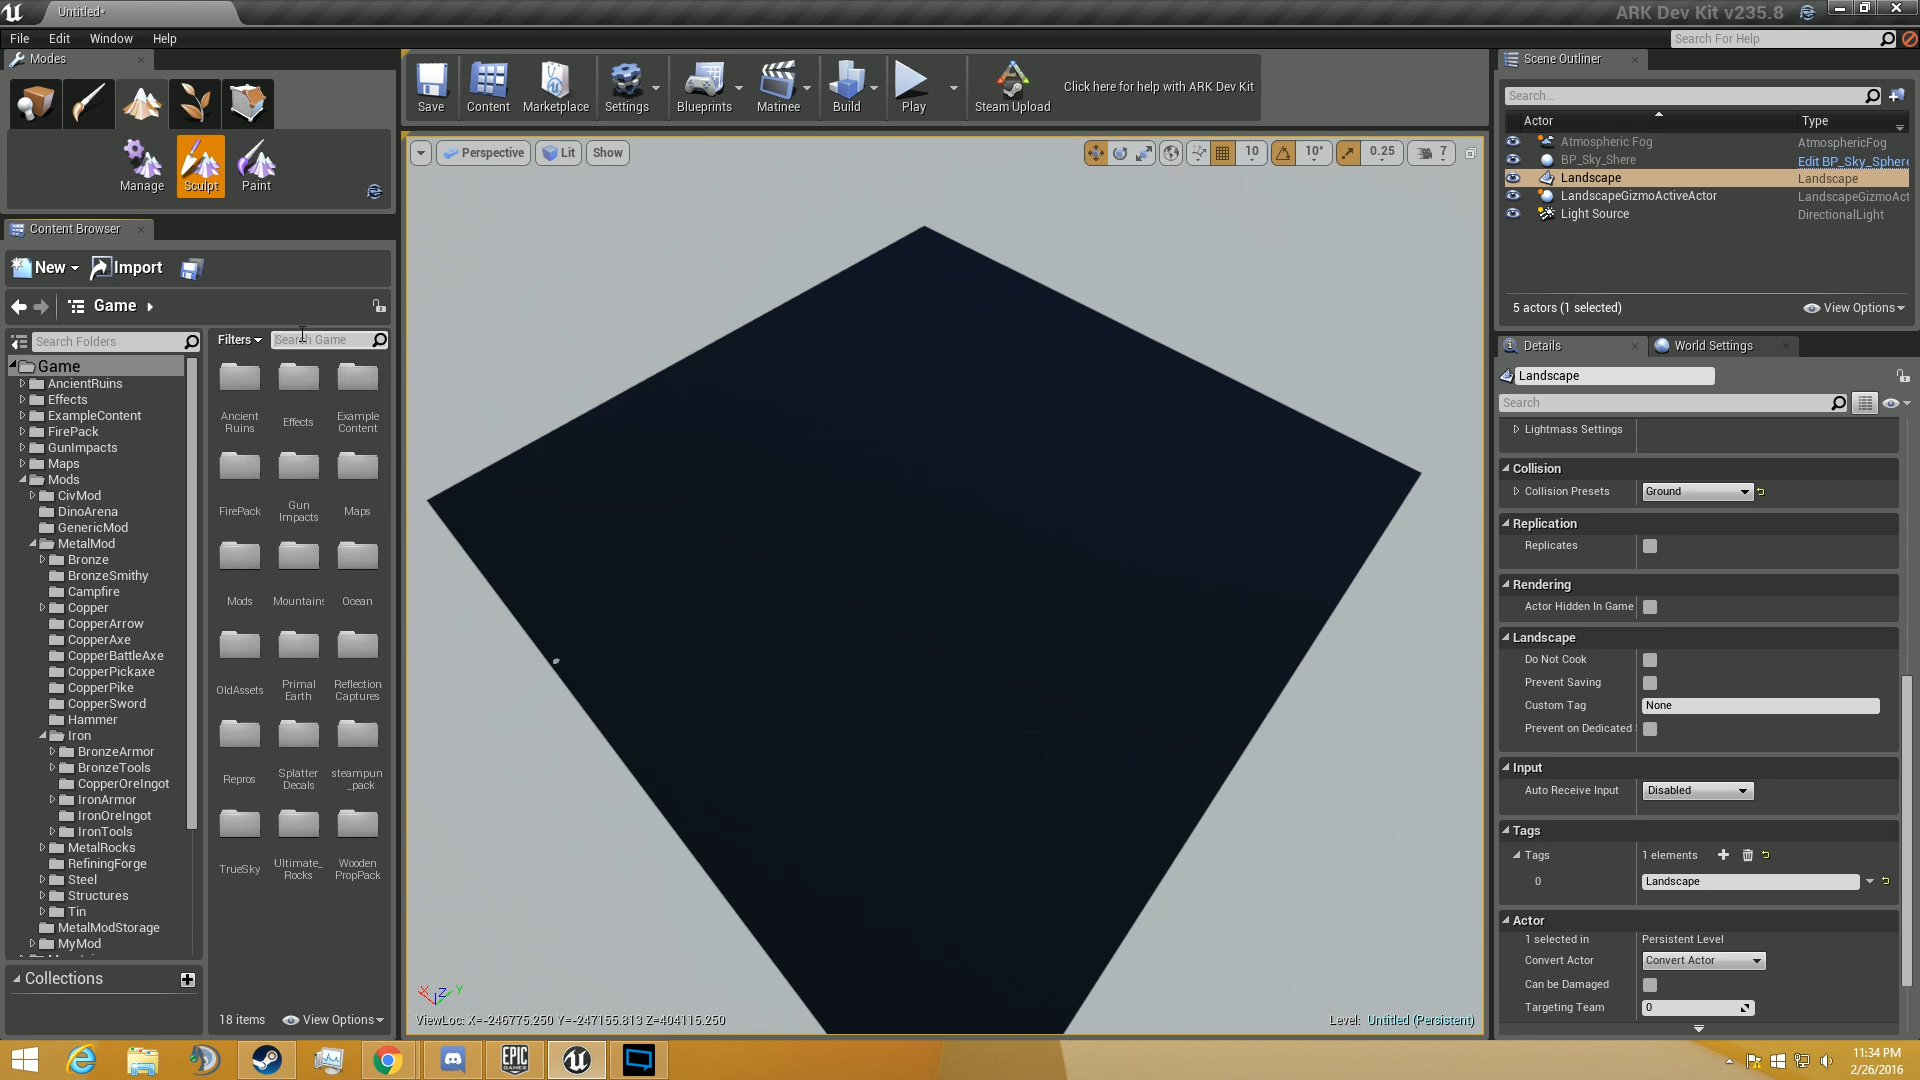 Untitled*
ARK Dev Kit v235.8
File Edit Window Help
Search For Help
Modes
Manage Sculpt Paint
Save Content Marketplace Settings Blueprints Matinee Build Play Steam Upload
Click here for help with ARK Dev Kit
Content Browser
New Import
Game
Search Folders
Filters
Search Game
Game
AncientRuins
Effects
ExampleContent
FirePack
GunImpacts
Maps
Mods
CivMod
DinoArena
GenericMod
MetalMod
Bronze
BronzeSmithy
Campfire
Copper
CopperArrow
CopperAxe
CopperBattleAxe
CopperPickaxe
CopperPike
CopperSword
Hammer
Iron
BronzeArmor
BronzeTools
CopperOreIngot
IronArmor
IronOreIngot
IronTools
MetalRocks
RefiningForge
Steel
Structures
Tin
MetalModStorage
MyMod
Collections
Ancient Ruins
Effects
Example Content
FirePack
Gun Impacts
Maps
Mods
Mountains
Ocean
OldAssets
Primal Earth
Reflection Captures
Repros
Splatter Decals
steampun _pack
TrueSky
Ultimate_ Rocks
Wooden PropPack
18 items
View Options
Perspective Lit Show
10 10° 0.25 7
X Z Y
ViewLoc: X=-246775.250 Y=-247155.813 Z=404115.250
Level: Untitled (Persistent)
Scene Outliner
Search...
Actor Type
Atmospheric Fog AtmosphericFog
BP_Sky_Shere Edit BP_Sky_Sphere
Landscape Landscape
LandscapeGizmoActiveActor LandscapeGizmoAct
Light Source DirectionalLight
5 actors (1 selected)
View Options
Details World Settings
Landscape
Search
Lightmass Settings
Collision
Collision Presets Ground
Replication
Replicates
Rendering
Actor Hidden In Game
Landscape
Do Not Cook
Prevent Saving
Custom Tag None
Prevent on Dedicated
Input
Auto Receive Input Disabled
Tags
Tags 1 elements
0 Landscape
Actor
1 selected in Persistent Level
Convert Actor Convert Actor
Can be Damaged
Targeting Team 0
EPIC GAMES
11:34 PM
2/26/2016